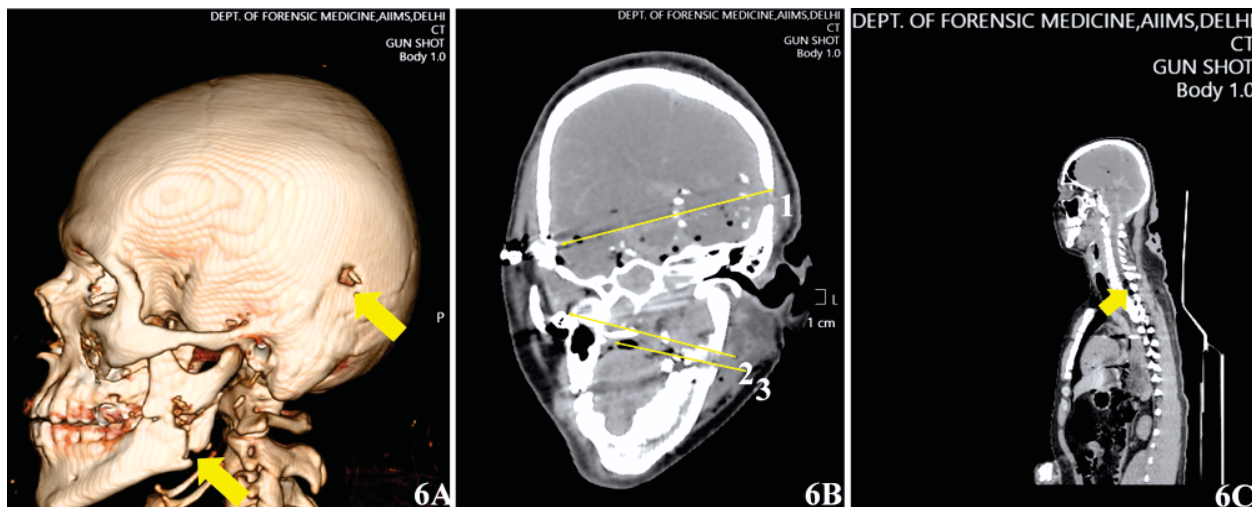 DEPT. OF FORENSIC MEDICINE,AIIMS,DELHI
CT
GUN SHOT
Body 1.0
P
6A
DEPT. OF FORENSIC MEDICINE,AIIMS,DELHI
CT
GUN SHOT
Body 1.0
1
L
1 cm
2
3
6B
DEPT. OF FORENSIC MEDICINE,AIIMS,DELHI
CT
GUN SHOT
Body 1.0
6C